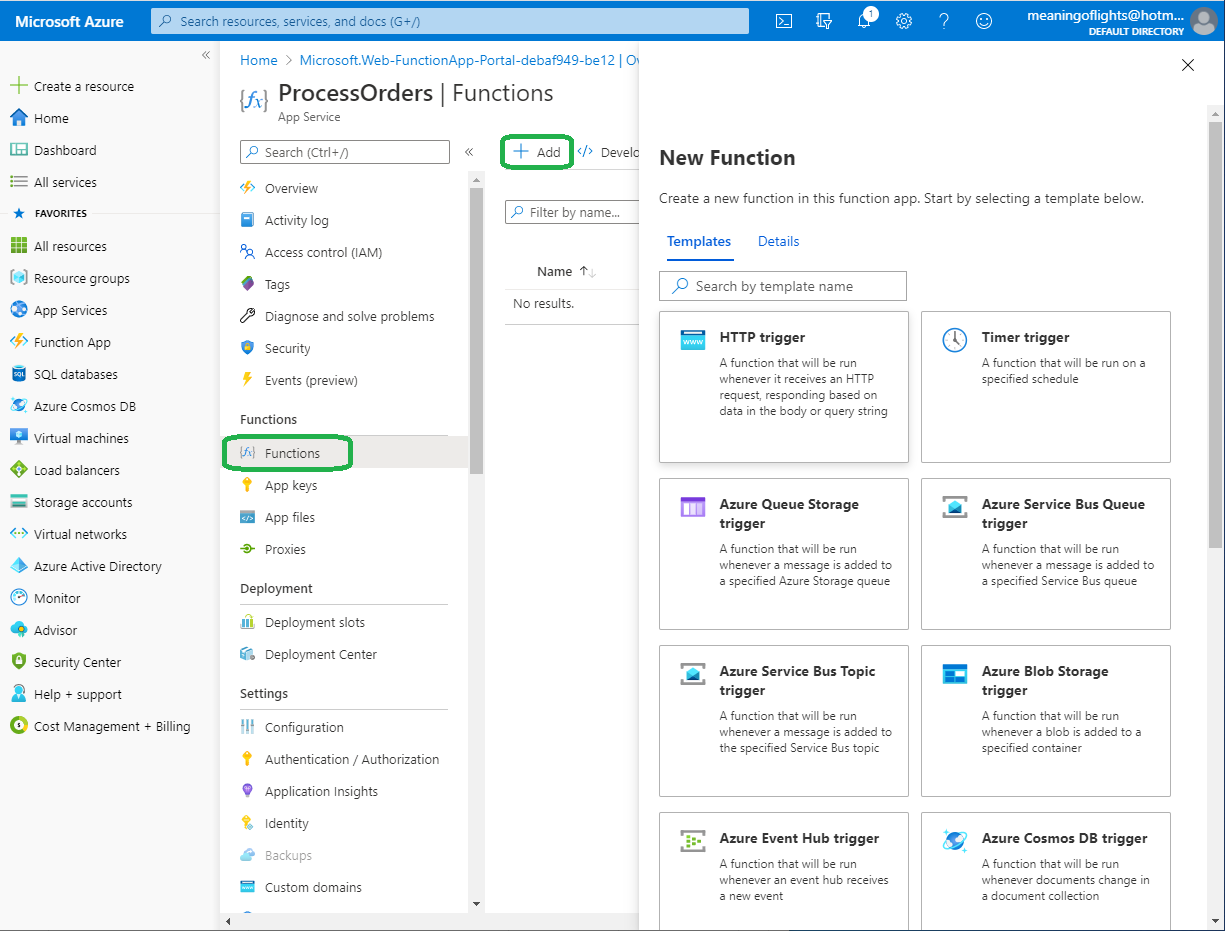 Microsoft Azure
Search resources, services, and docs (G+/)
1
meaningoflights@hotm...
DEFAULT DIRECTORY
«
Create a resource
Home
Dashboard
All services
FAVORITES
All resources
Resource groups
App Services
Function App
SQL databases
Azure Cosmos DB
Virtual machines
Load balancers
Storage accounts
Virtual networks
Azure Active Directory
Monitor
Advisor
Security Center
Help + support
Cost Management + Billing
Home > Microsoft.Web-FunctionApp-Portal-debaf949-be12 | Ov
ProcessOrders | Functions
App Service
Search (Ctrl+/)
«
Overview
Activity log
Access control (IAM)
Tags
Diagnose and solve problems
Security
Events (preview)
Functions
Functions
App keys
App files
Proxies
Deployment
Deployment slots
Deployment Center
Settings
Configuration
Authentication / Authorization
Application Insights
Identity
Backups
Custom domains
Add
Develo
Filter by name...
Name ↑↓
No results.
New Function
Create a new function in this function app. Start by selecting a template below.
Templates
Details
Search by template name
HTTP trigger
A function that will be run
whenever it receives an HTTP
request, responding based on
data in the body or query string
Timer trigger
A function that will be run on a
specified schedule
Azure Queue Storage
trigger
A function that will be run
whenever a message is added to
a specified Azure Storage queue
Azure Service Bus Queue
trigger
A function that will be run
whenever a message is added to
a specified Service Bus queue
Azure Service Bus Topic
trigger
A function that will be run
whenever a message is added to
the specified Service Bus topic
Azure Blob Storage
trigger
A function that will be run
whenever a blob is added to a
specified container
Azure Event Hub trigger
A function that will be run
whenever an event hub receives
a new event
Azure Cosmos DB trigger
A function that will be run
whenever documents change in
a document collection